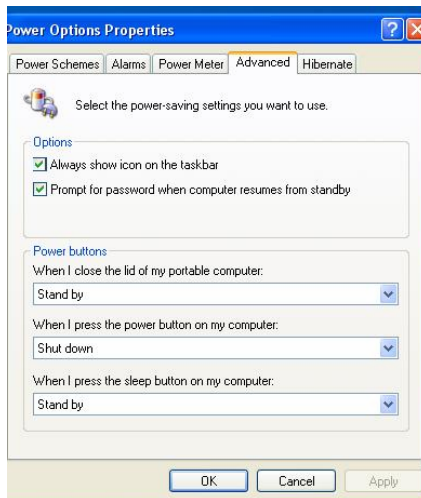 Power Options Properties
Power Schemes Alarms Power Meter Advanced Hibernate
Select the power-saving settings you want to use.
Options
Always show icon on the taskbar
Prompt for password when computer resumes from standby
Power buttons
When I close the lid of my portable computer:
Stand by
When I press the power button on my computer:
Shut down
When I press the sleep button on my computer:
Stand by
OK Cancel Apply